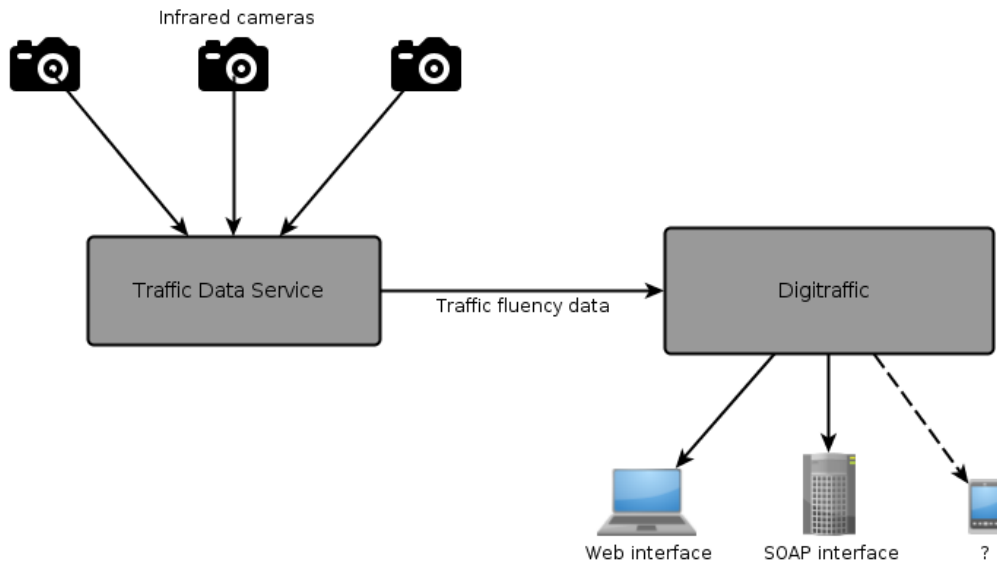 Infrared cameras
Traffic Data Service
Traffic fluency data
Digitraffic
Web interface
SOAP interface
?